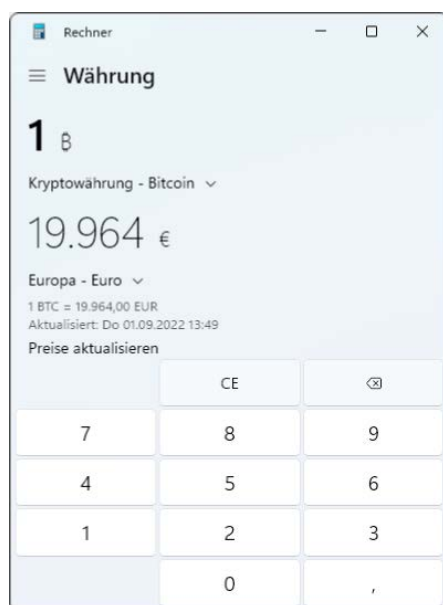 Rechner
Währung
1 ₿
Kryptowährung - Bitcoin
19.964 €
Europa - Euro
1 BTC = 19.964,00 EUR
Aktualisiert: Do 01.09.2022 13:49
Preise aktualisieren
CE
7 8 9
4 5 6
1 2 3
0 ,